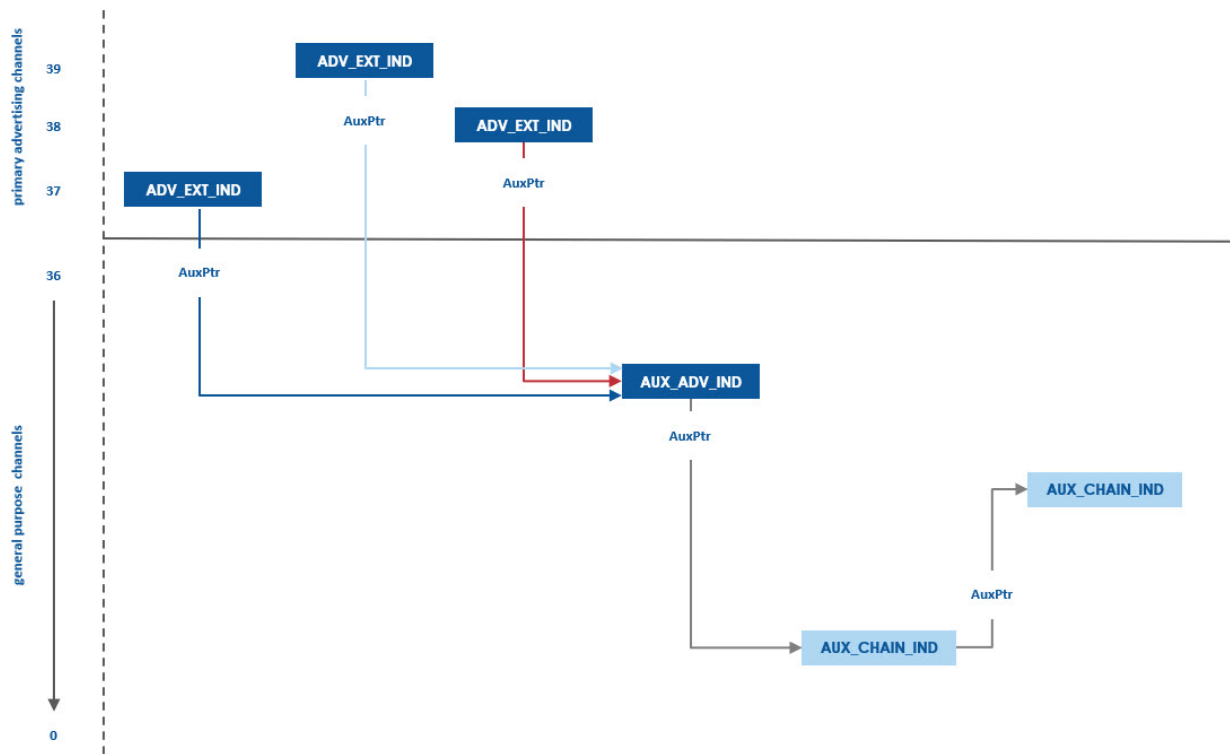 primary advertising channels
39
38
37
ADV_EXT_IND
AuxPtr
ADV_EXT_IND
AuxPtr
ADV_EXT_IND
AuxPtr
36
general purpose channels
0
AUX_ADV_IND
AuxPtr
AUX_CHAIN_IND
AuxPtr
AUX_CHAIN_IND